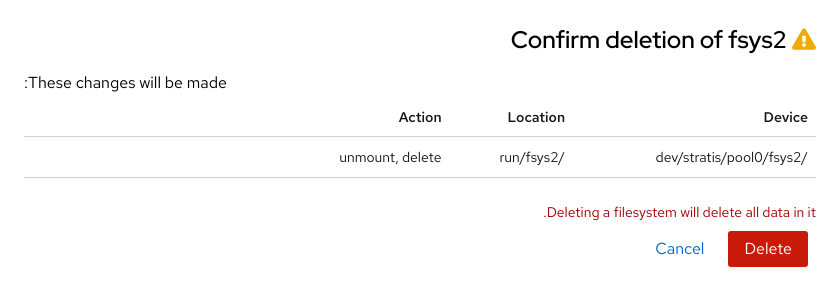 Confirm deletion of fsys2
:These changes will be made
Action Location Device
unmount, delete run/fsys2/ dev/stratis/pool0/fsys2/
.Deleting a filesystem will delete all data in it
Cancel Delete